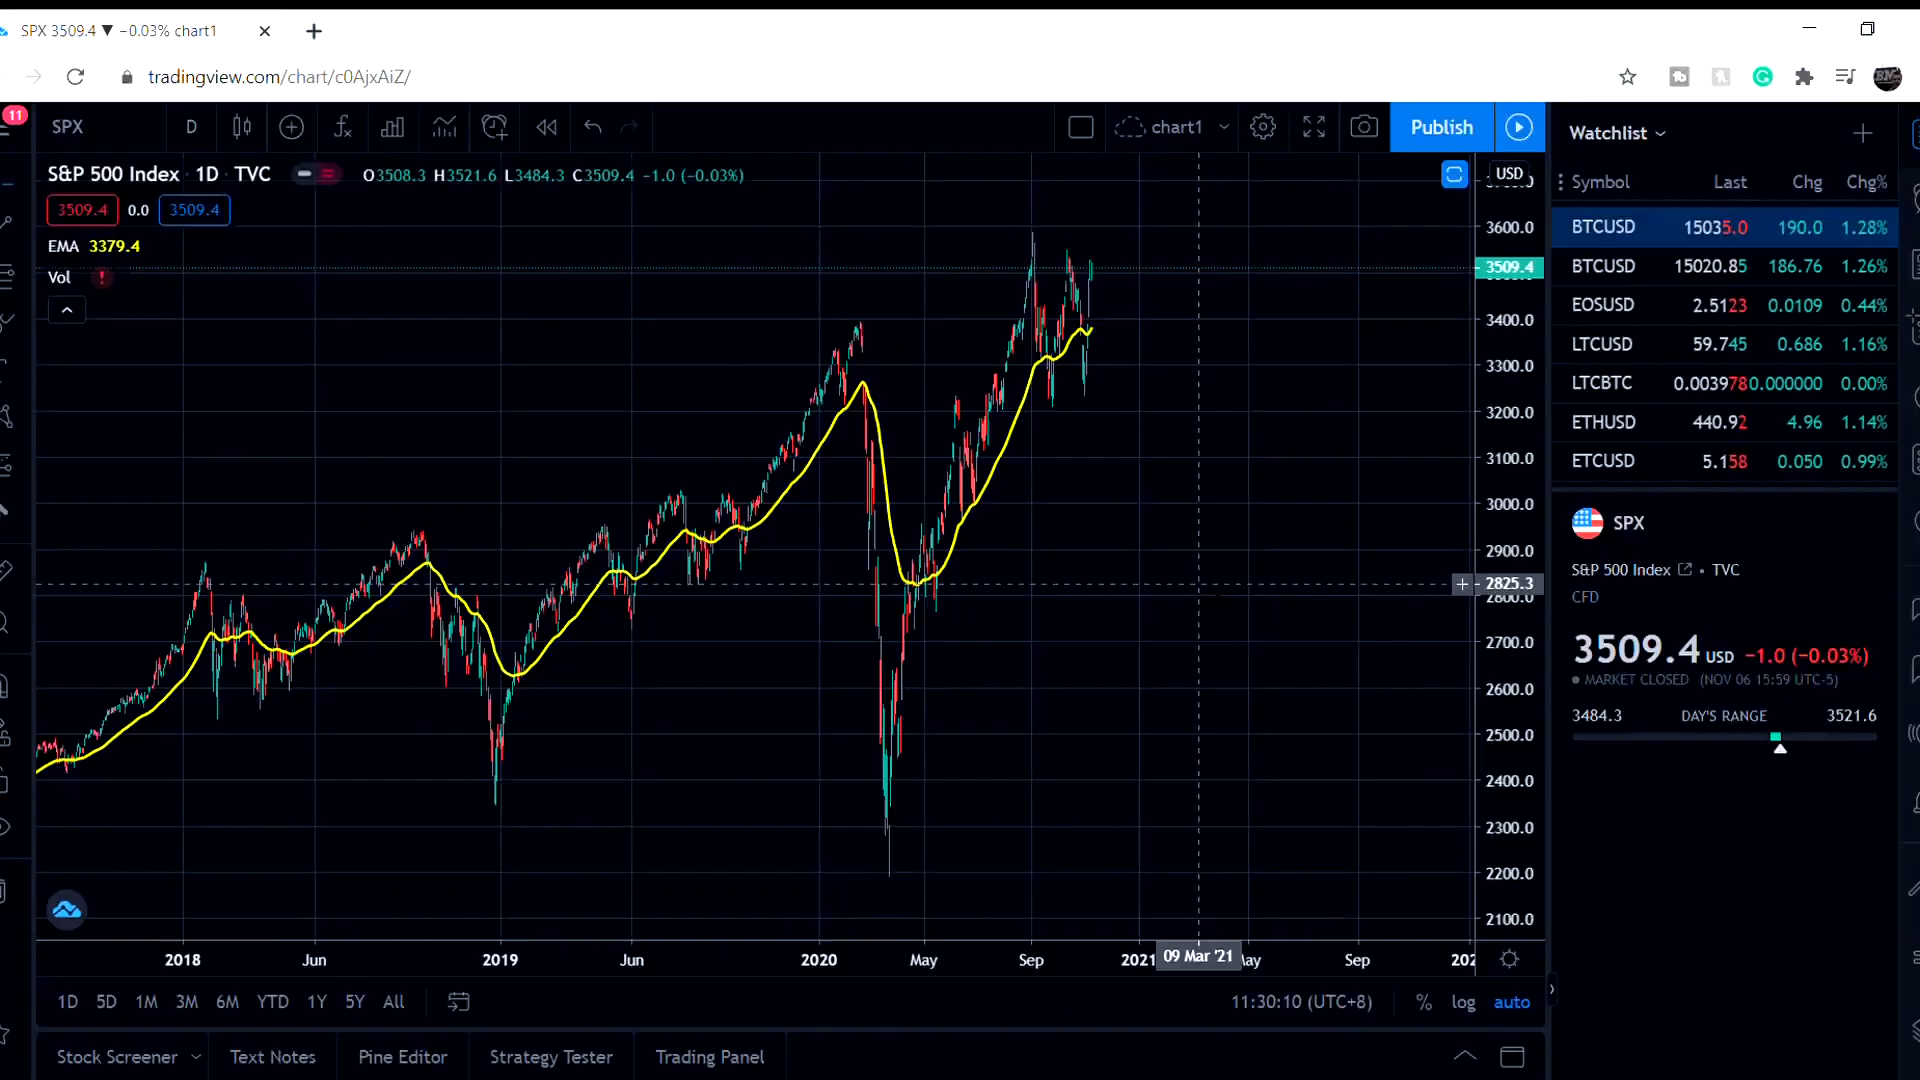 SPX 3509.4 ▼ −0.03% chart1
tradingview.com/chart/c0AjxAiZ/
11
SPX D chart1 Publish
S&P 500 Index · 1D · TVC O3508.3 H3521.6 L3484.3 C3509.4 −1.0 (−0.03%)
3509.4 0.0 3509.4
EMA 3379.4
Vol !
USD
3600.0
3509.4
3400.0
3300.0
3200.0
3100.0
3000.0
2900.0
2825.3
2800.0
2700.0
2600.0
2500.0
2400.0
2300.0
2200.0
2100.0
2018 Jun 2019 Jun 2020 May Sep 2021 09 Mar '21 Sep
1D 5D 1M 3M 6M YTD 1Y 5Y All
11:30:10 (UTC+8) % log auto
Stock Screener Text Notes Pine Editor Strategy Tester Trading Panel
Watchlist
Symbol Last Chg Chg%
BTCUSD 15035.0 190.0 1.28%
BTCUSD 15020.85 186.76 1.26%
EOSUSD 2.5123 0.0109 0.44%
LTCUSD 59.745 0.686 1.16%
LTCBTC 0.003978 0.000000 0.00%
ETHUSD 440.92 4.96 1.14%
ETCUSD 5.158 0.050 0.99%
SPX
S&P 500 Index • TVC
CFD
3509.4 USD −1.0 (−0.03%)
MARKET CLOSED (NOV 06 15:59 UTC-5)
3484.3 DAY'S RANGE 3521.6